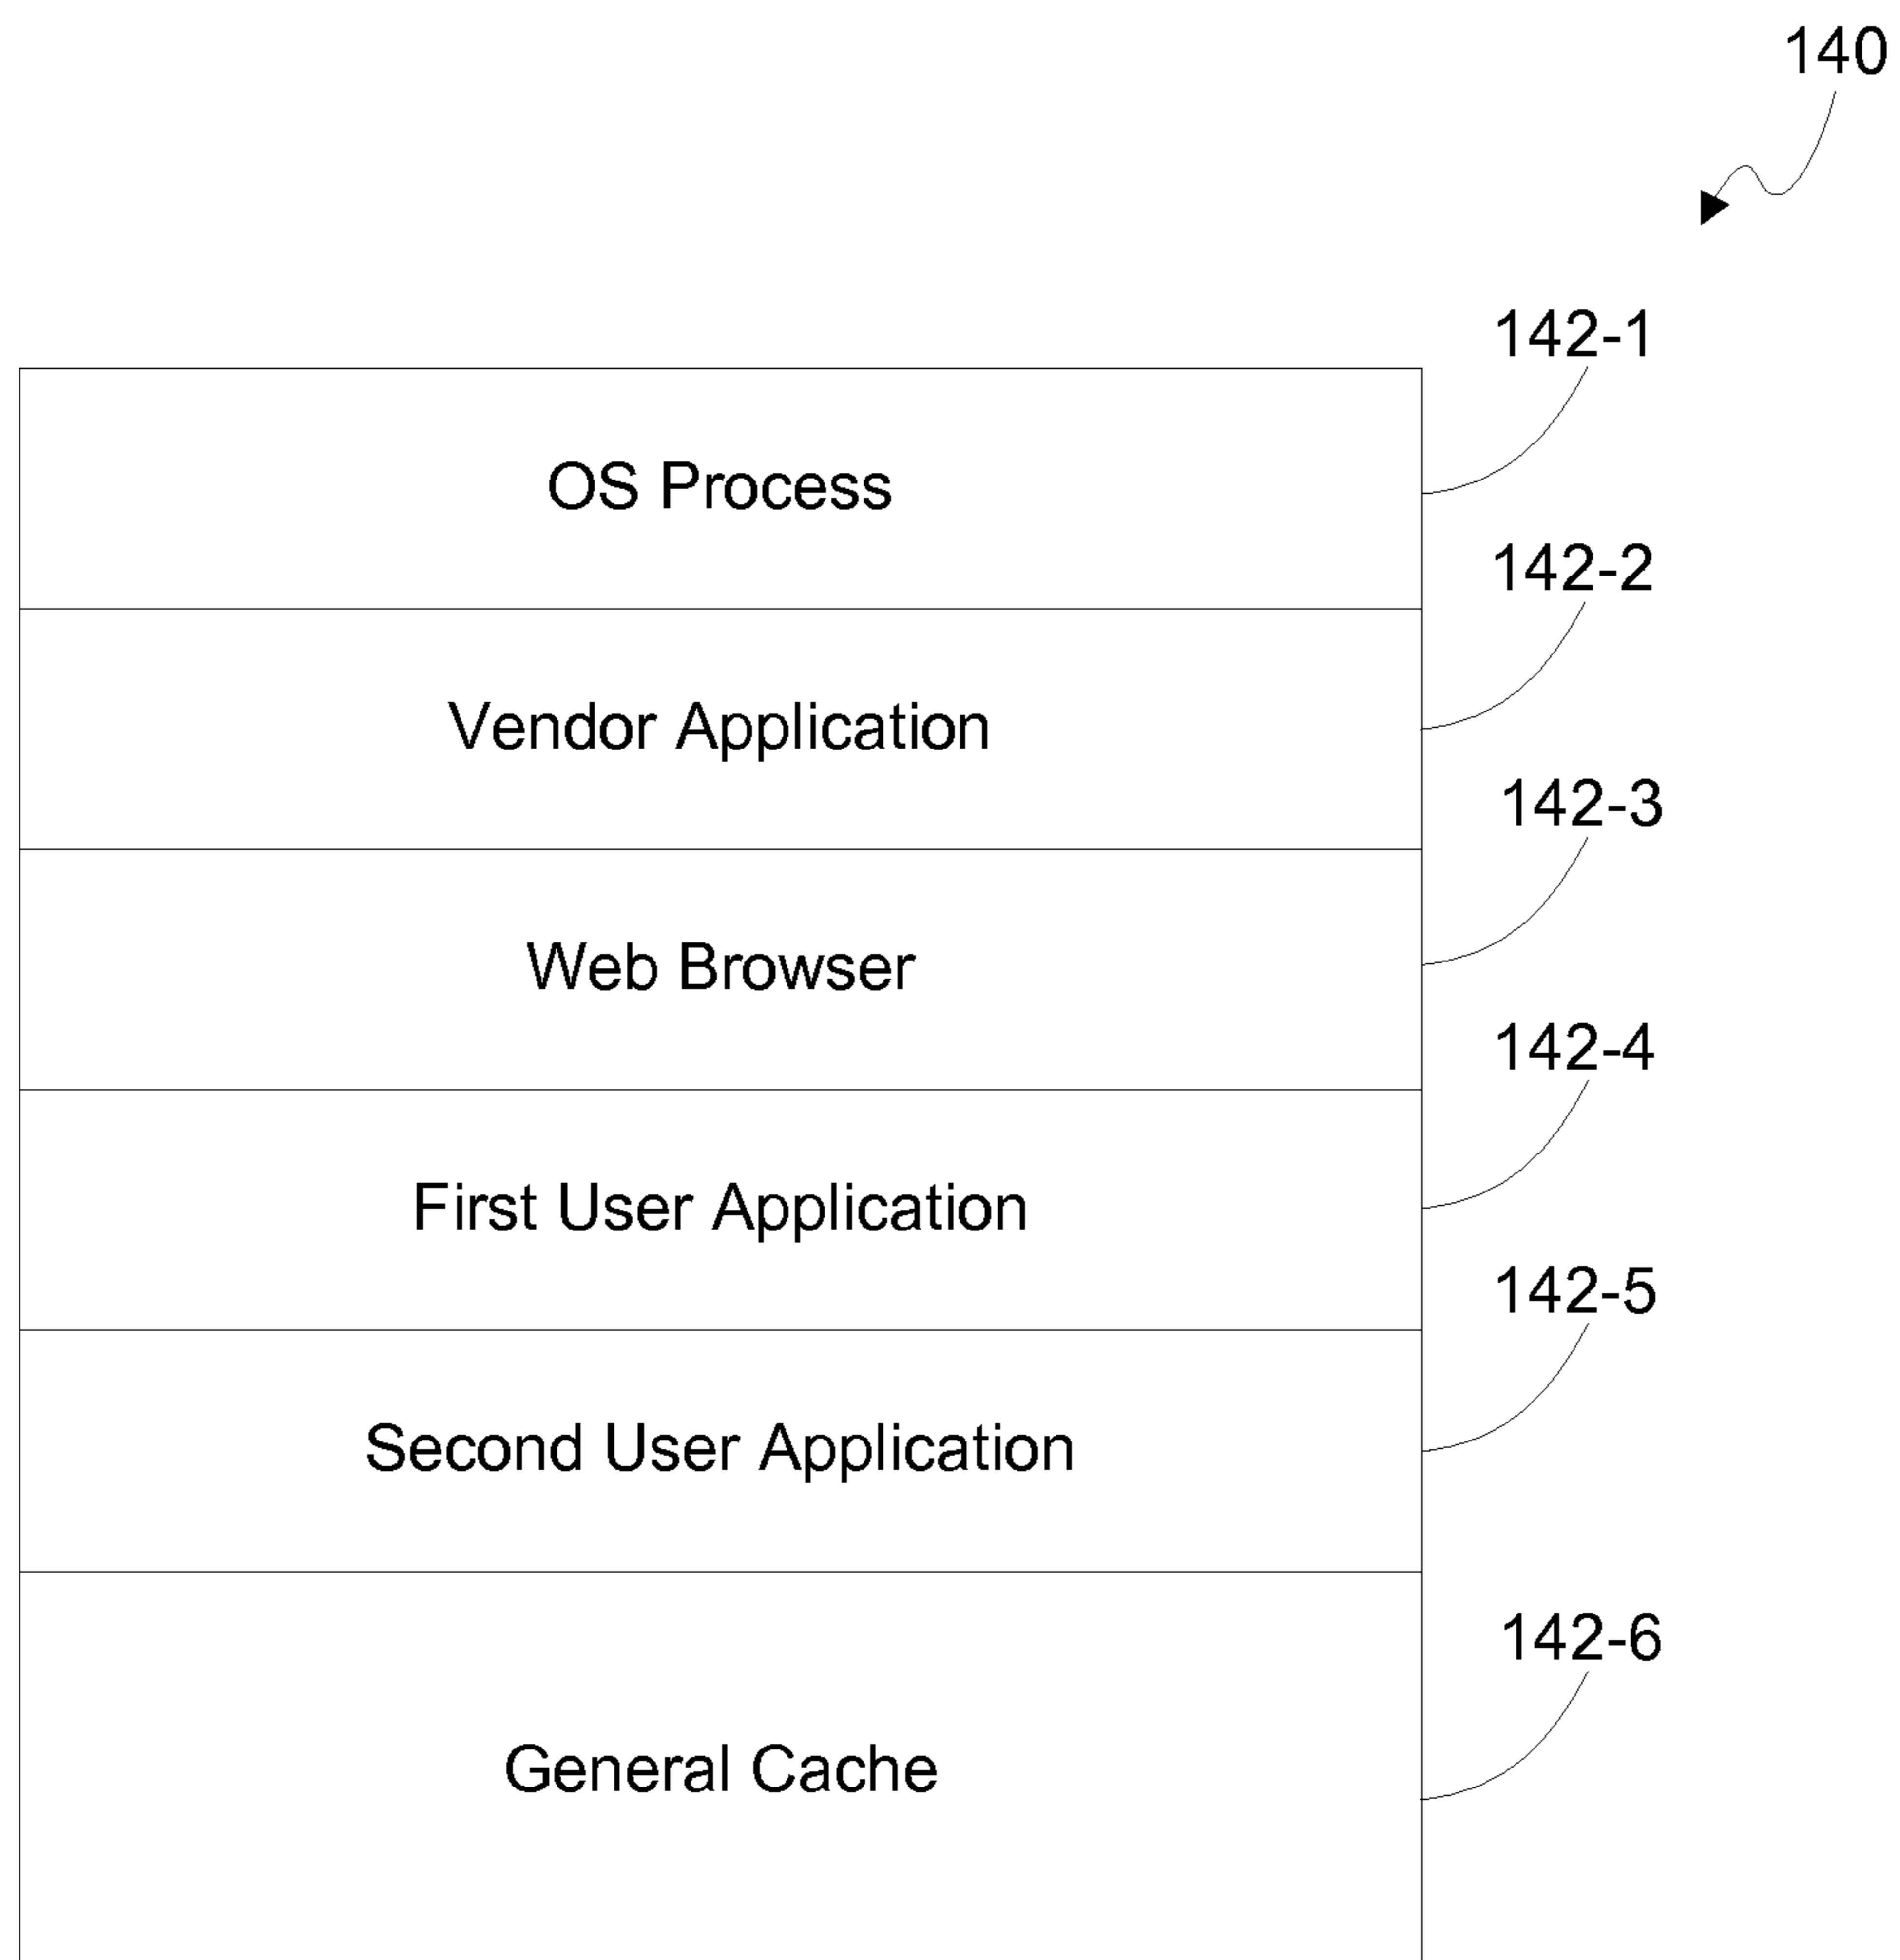 140
142-1
OS Process
142-2
Vendor Application
142-3
Web Browser
142-4
First User Application
142-5
Second User Application
142-6
General Cache